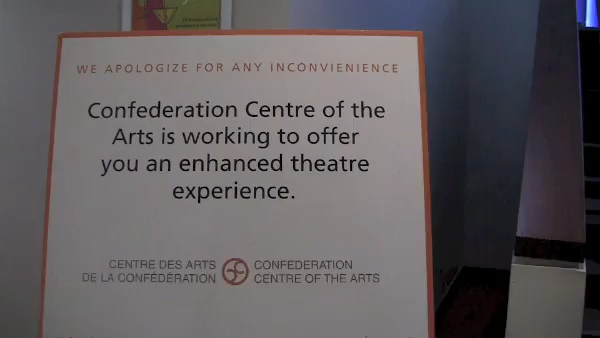 WE APOLOGIZE FOR ANY INCONVIENIENCE
Confederation Centre of the
Arts is working to offer
you an enhanced theatre
experience.
CENTRE DES ARTS
DE LA CONFÉDÉRATION
CONFEDERATION
CENTRE OF THE ARTS